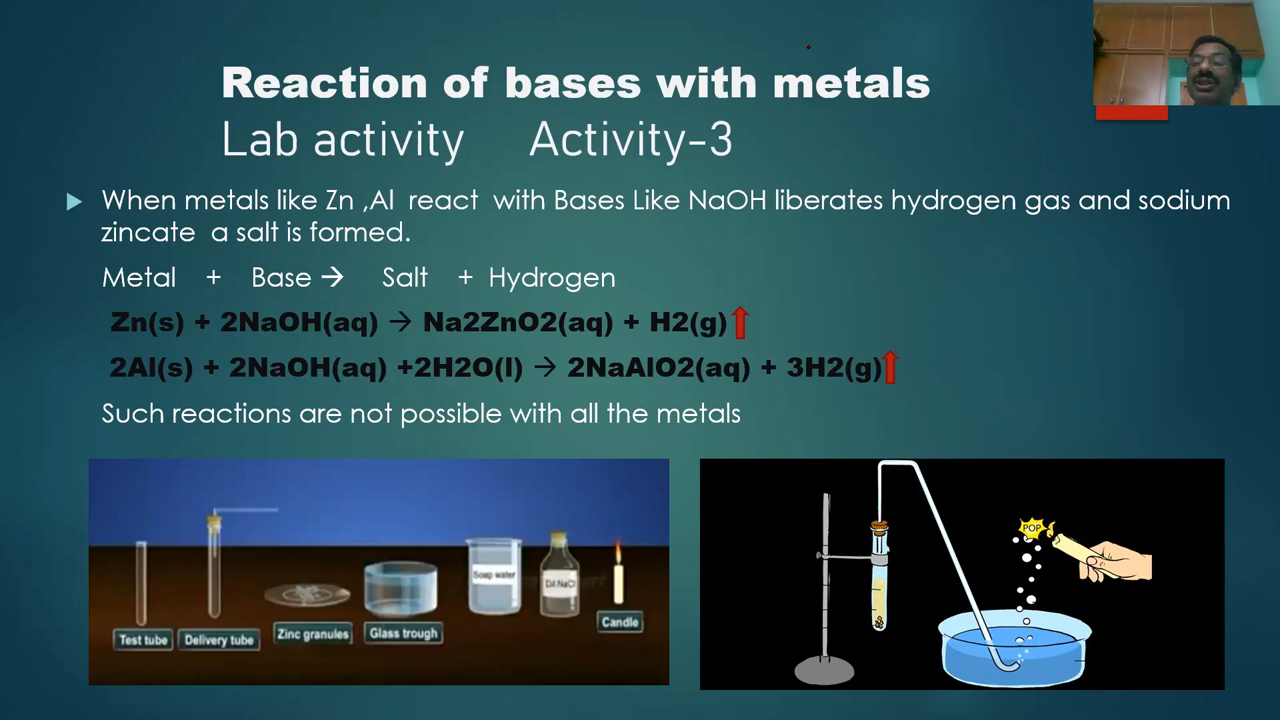 Reaction of bases with metals
Lab activity Activity-3
When metals like Zn ,Al react with Bases Like NaOH liberates hydrogen gas and sodium
zincate a salt is formed.
Metal + Base → Salt + Hydrogen
Zn(s) + 2NaOH(aq) → Na2ZnO2(aq) + H2(g)
2Al(s) + 2NaOH(aq) +2H2O(l) → 2NaAlO2(aq) + 3H2(g)
Such reactions are not possible with all the metals
Soap water
Dil.NaCl
Test tube
Delivery tube
Zinc granules
Glass trough
Candle
POP